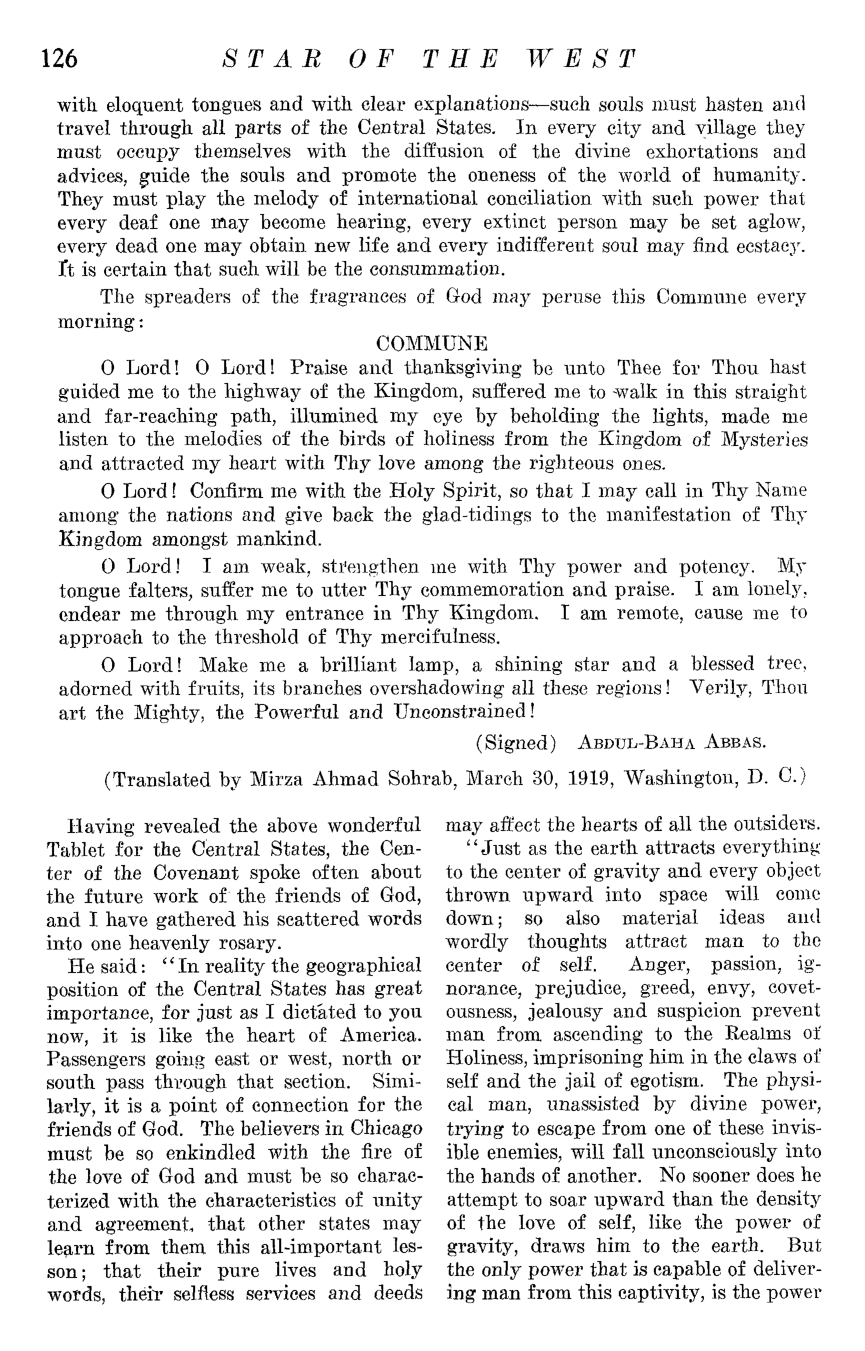 126 STAR OF THE WEST
with eloquent tongues and with clear explanations—such souls must hasten and
travel through all parts of the Central States. In every city and village they
must occupy themselves with the diffusion of the divine exhortations and
advices, guide the souls and promote the oneness of the world of humanity.
They must play the melody of international conciliation with such power that
every deaf one may become hearing, every extinct person may be set aglow,
every dead one may obtain new life and every indifferent soul may find ecstacy.
It is certain that such will be the consummation.
The spreaders of the fragrances of God may peruse this Commune every
morning:
COMMUNE
O Lord! O Lord! Praise and thanksgiving be unto Thee for Thou hast
guided me to the highway of the Kingdom, suffered me to walk in this straight
and far-reaching path, illumined my eye by beholding the lights, made me
listen to the melodies of the birds of holiness from the Kingdom of Mysteries
and attracted my heart with Thy love among the righteous ones.
O Lord! Confirm me with the Holy Spirit, so that I may call in Thy Name
among the nations and give back the glad-tidings to the manifestation of Thy
Kingdom amongst mankind.
O Lord! I am weak, strengthen me with Thy power and potency. My
tongue falters, suffer me to utter Thy commemoration and praise. I am lonely,
endear me through my entrance in Thy Kingdom. I am remote, cause me to
approach to the threshold of Thy mercifulness.
O Lord! Make me a brilliant lamp, a shining star and a blessed tree,
adorned with fruits, its branches overshadowing all these regions! Verily, Thou
art the Mighty, the Powerful and Unconstrained!
(Signed) ABDUL-BAHA ABBAS.
(Translated by Mirza Ahmad Sohrab, March 30, 1919, Washington, D. C.)
Having revealed the above wonderful
Tablet for the Central States, the Cen-
ter of the Covenant spoke often about
the future work of the friends of God,
and I have gathered his scattered words
into one heavenly rosary.
He said: "In reality the geographical
position of the Central States has great
importance, for just as I dictated to you
now, it is like the heart of America.
Passengers going east or west, north or
south pass through that section. Simi-
larly, it is a point of connection for the
friends of God. The believers in Chicago
must be so enkindled with the fire of
the love of God and must be so charac-
terized with the characteristics of unity
and agreement, that other states may
learn from them this all-important les-
son; that their pure lives and holy
words, their selfless services and deeds
may affect the hearts of all the outsiders.
"Just as the earth attracts everything
to the center of gravity and every object
thrown upward into space will come
down; so also material ideas and
wordly thoughts attract man to the
center of self. Anger, passion, ig-
norance, prejudice, greed, envy, covet-
ousness, jealousy and suspicion prevent
man from ascending to the Realms of
Holiness, imprisoning him in the claws of
self and the jail of egotism. The physi-
cal man, unassisted by divine power,
trying to escape from one of these invis-
ible enemies, will fall unconsciously into
the hands of another. No sooner does he
attempt to soar upward than the density
of the love of self, like the power of
gravity, draws him to the earth. But
the only power that is capable of deliver-
ing man from this captivity, is the power